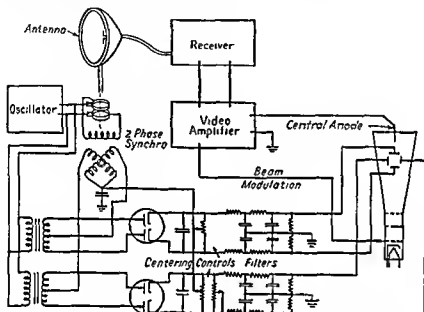 Antenna
Receiver
Oscillator
2 Phase
Synchro
Video
Amplifier
Central Anode
Beam
Modulation
Centering Controls Filters